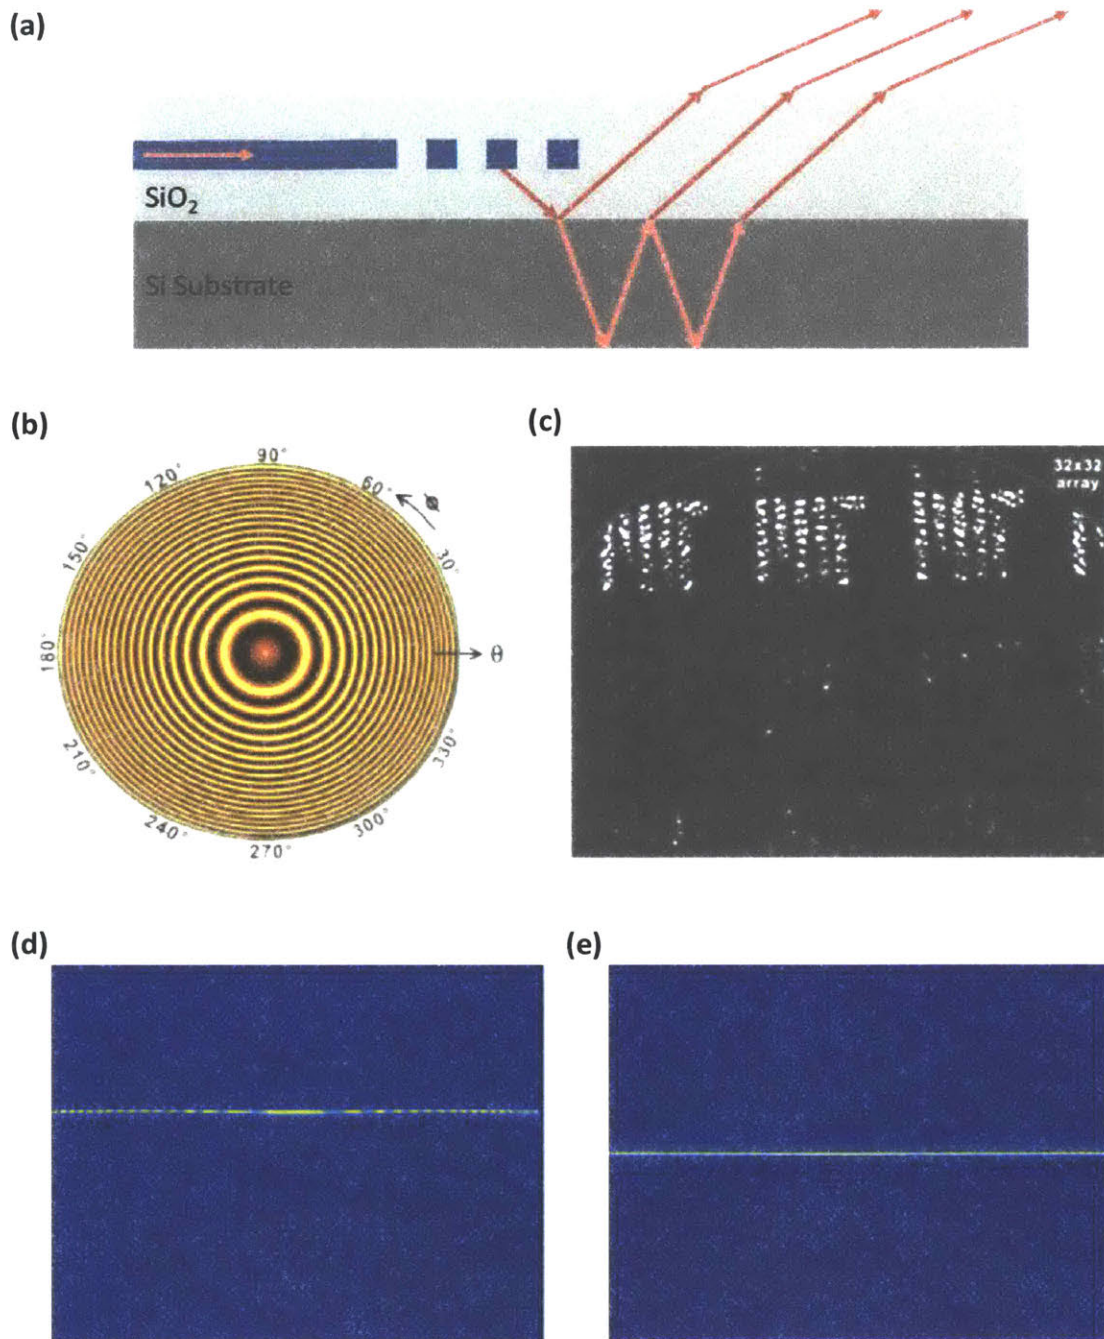 (a)
SiO₂
Si Substrate
(b)
90°
120°
60°
ϕ
150°
30°
180°
θ
210°
330°
240°
300°
270°
(c)
32x32
array
(d)
(e)